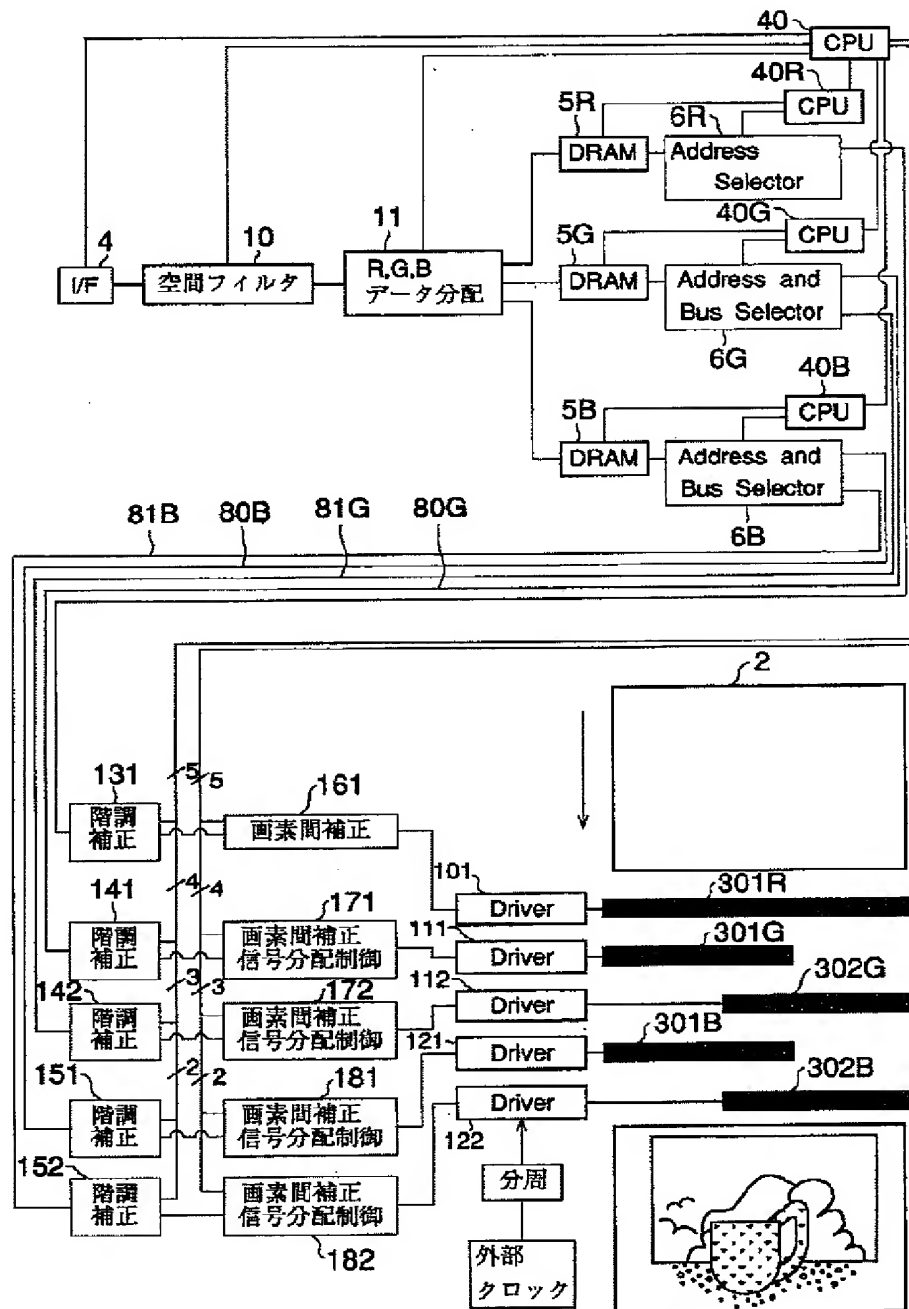 40
CPU
40R
CPU
5R
6R
DRAM
Address
Selector
4
10
11
40G
CPU
5G
I/F
空間フィルタ
R,G,B
データ分配
DRAM
Address and
Bus Selector
6G
40B
CPU
5B
DRAM
Address and
Bus Selector
6B
81B
80B
81G
80G
2
5
5
131
階調
補正
161
画素間補正
101
Driver
301R
4
4
141
階調
補正
171
画素間補正
信号分配制御
111
Driver
301G
3
3
142
階調
補正
172
画素間補正
信号分配制御
112
Driver
302G
301B
2
2
151
階調
補正
181
画素間補正
信号分配制御
121
Driver
302B
152
階調
補正
画素間補正
信号分配制御
182
Driver
122
分周
外部
クロック